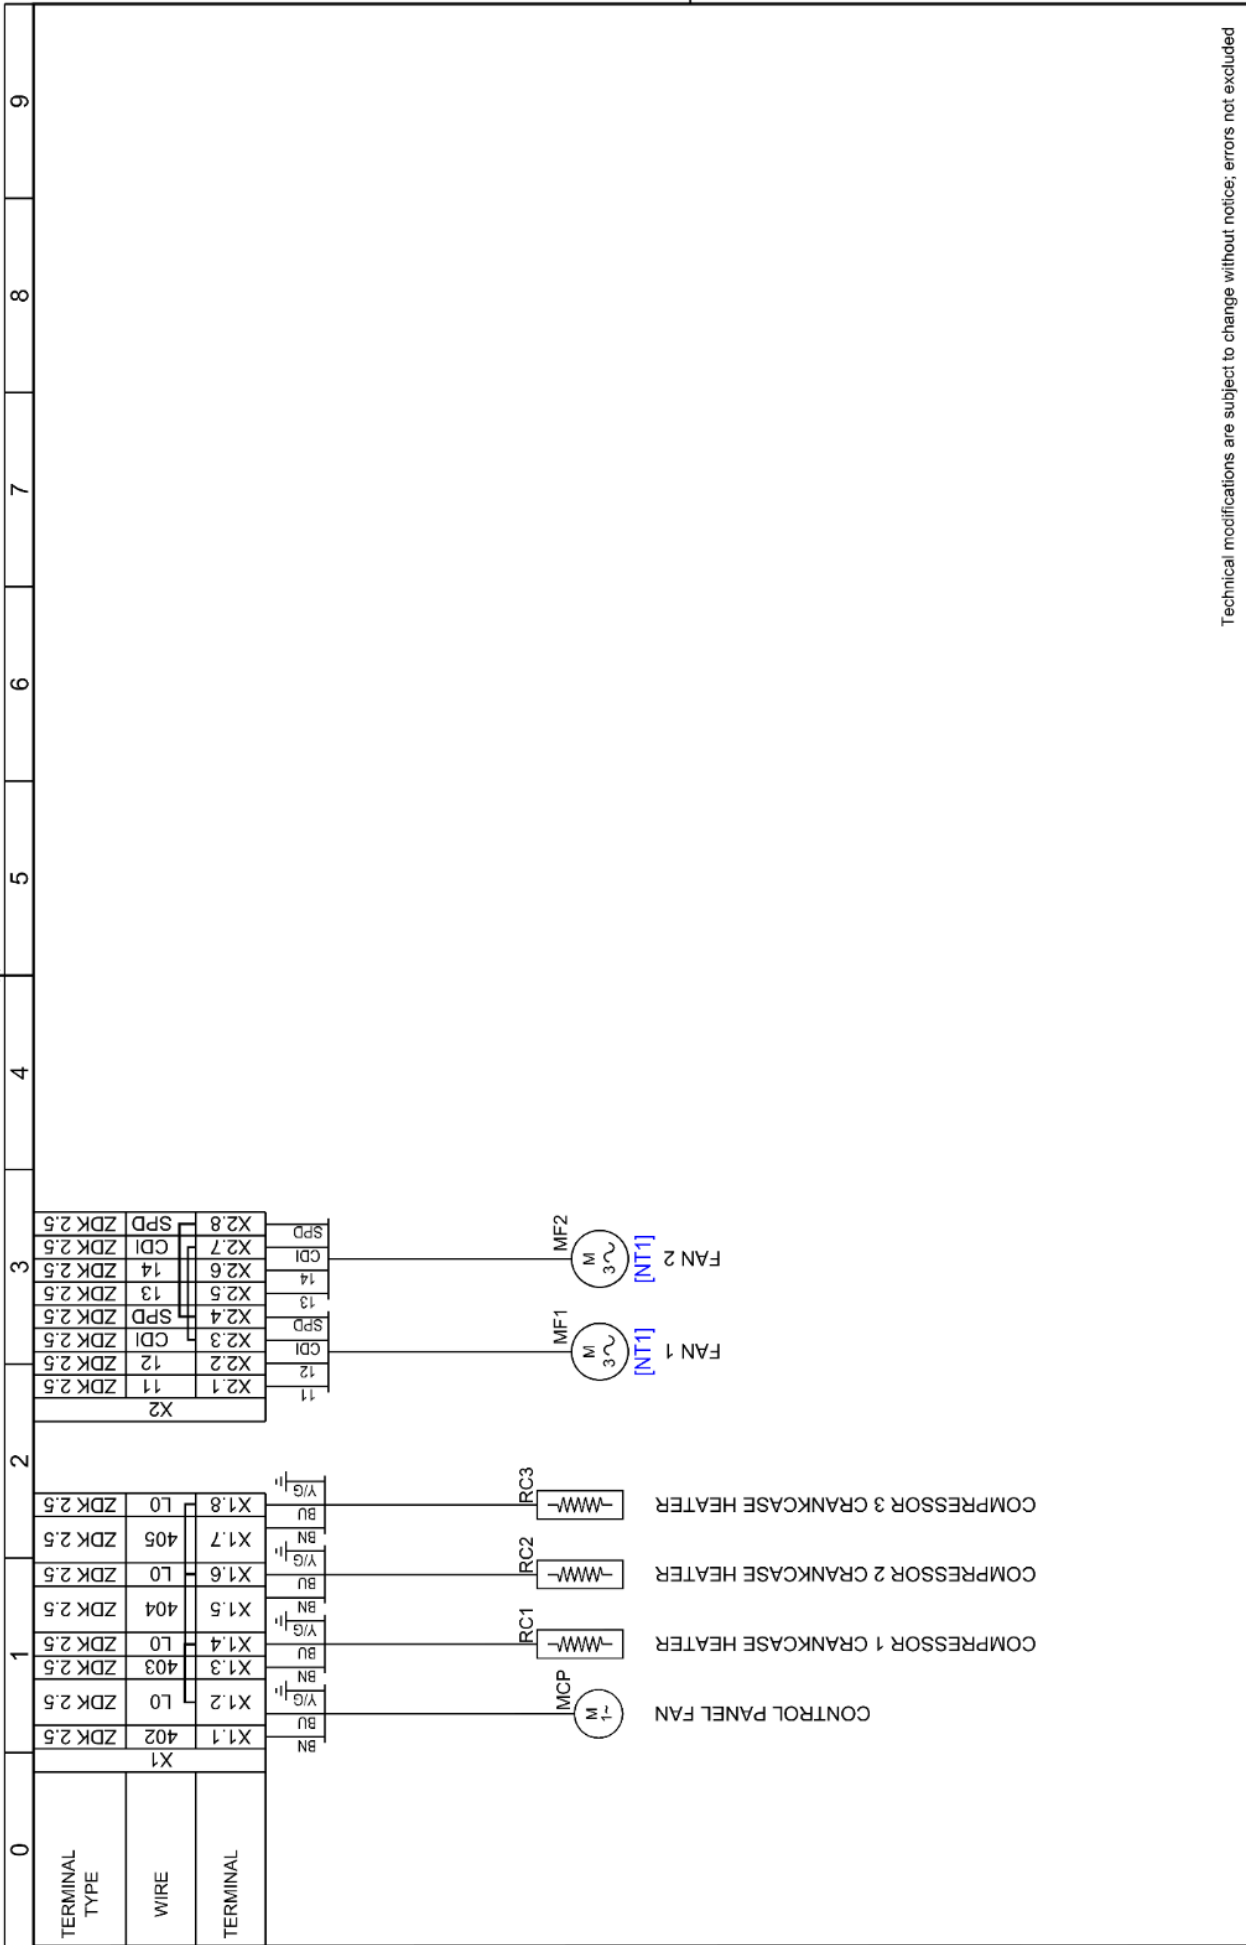 0 1 2 3 4 5 6 7 8 9
TERMINAL
TYPE
ZDK 2.5 ZDK 2.5 ZDK 2.5 ZDK 2.5 ZDK 2.5 ZDK 2.5 ZDK 2.5 ZDK 2.5
ZDK 2.5 ZDK 2.5 ZDK 2.5 ZDK 2.5 ZDK 2.5 ZDK 2.5 ZDK 2.5 ZDK 2.5
WIRE
X1
402 L0 403 L0 404 L0 405 L0
X2
11 12 CDI SPD 13 14 CDI SPD
TERMINAL
X1.1 X1.2 X1.3 X1.4 X1.5 X1.6 X1.7 X1.8
X2.1 X2.2 X2.3 X2.4 X2.5 X2.6 X2.7 X2.8
BN BU Y/G BN BU Y/G BN BU Y/G BN BU Y/G
11 12 CDI SPD 13 14 CDI SPD
MCP
M
1~
CONTROL PANEL FAN
RC1
COMPRESSOR 1 CRANKCASE HEATER
RC2
COMPRESSOR 2 CRANKCASE HEATER
RC3
COMPRESSOR 3 CRANKCASE HEATER
MF1
M
3~
[NT1]
FAN 1
MF2
M
3~
[NT1]
FAN 2
Technical modifications are subject to change without notice; errors not excluded